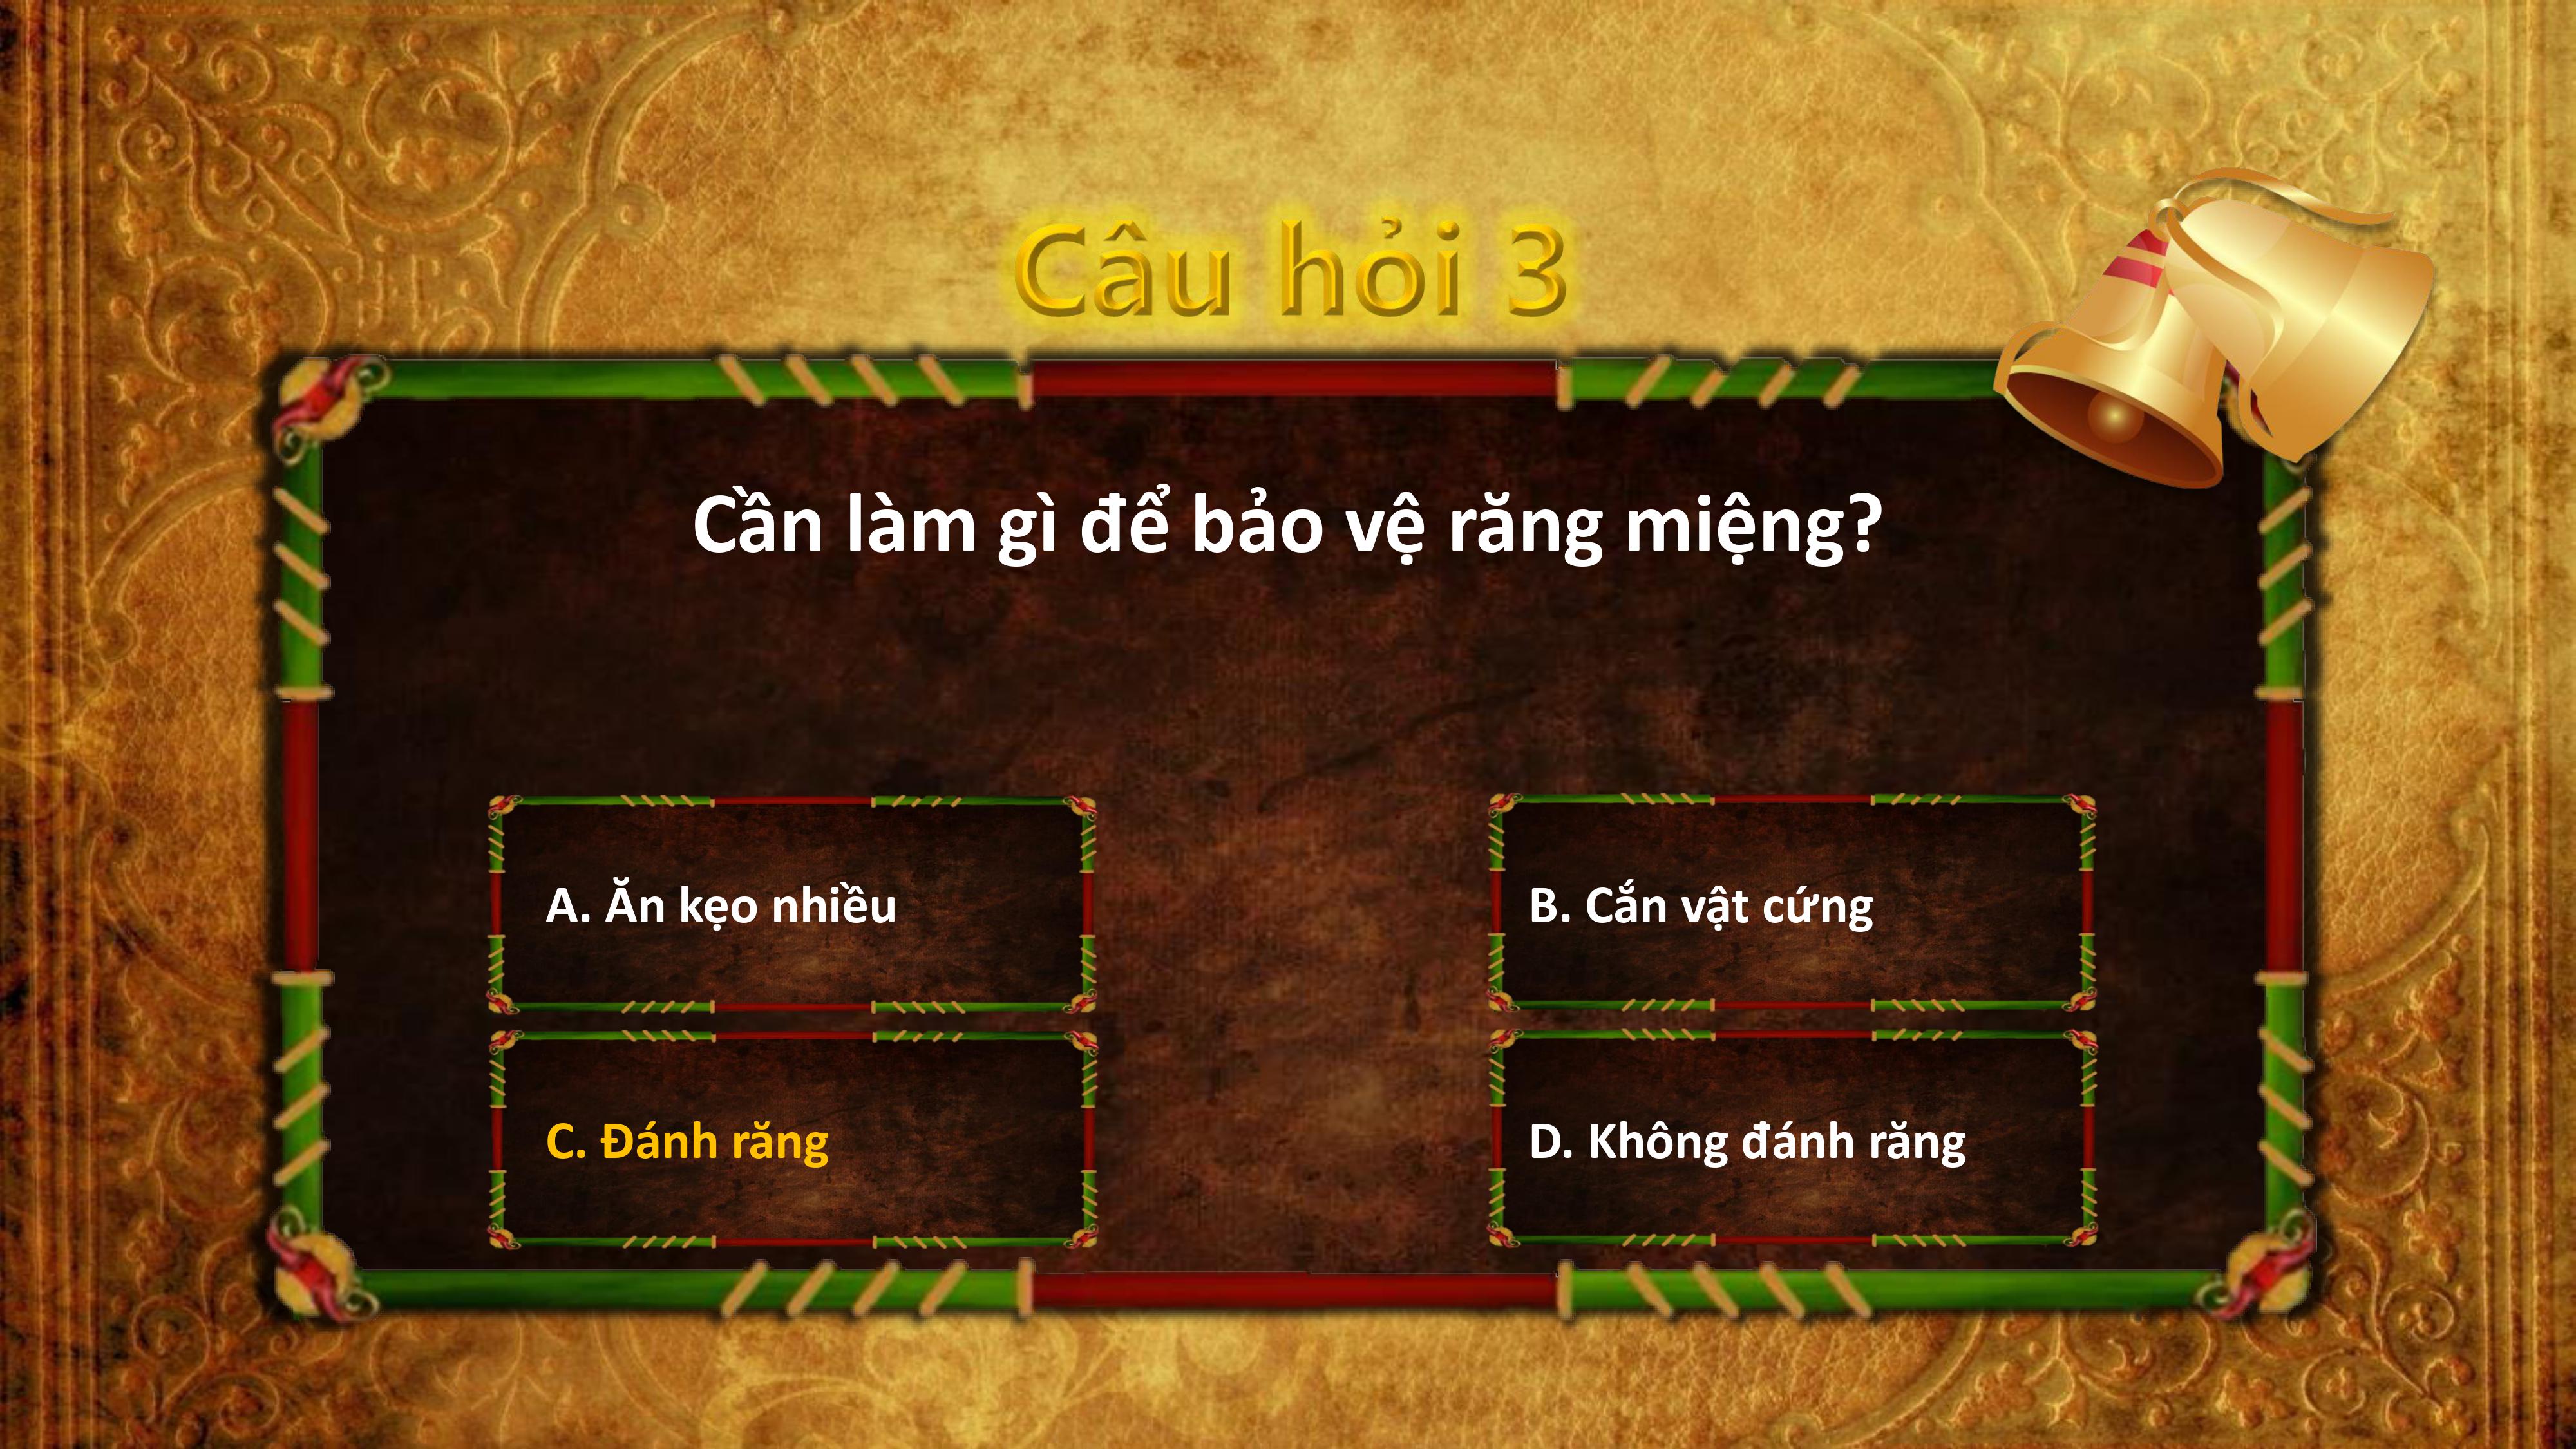 Câu hỏi 3
Cần làm gì để bảo vệ răng miệng?
A. Ăn kẹo nhiều
B. Cắn vật cứng
C. Đánh răng
D. Không đánh răng